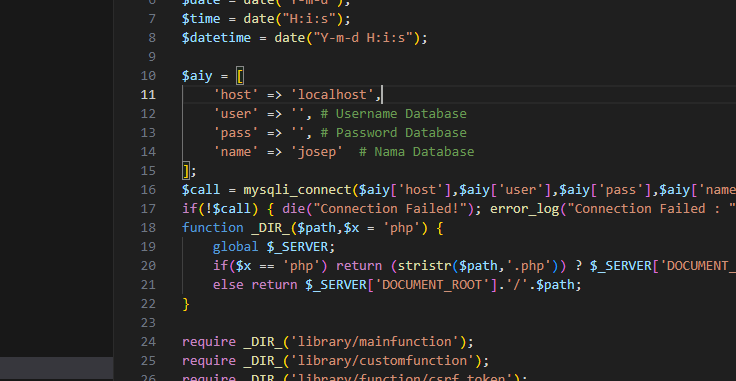 6 $date = date("Y-m-d");
7 $time = date("H:i:s");
8 $datetime = date("Y-m-d H:i:s");
9
10 $aiy = [
11 'host' => 'localhost',
12 'user' => '', # Username Database
13 'pass' => '', # Password Database
14 'name' => 'josep'  # Nama Database
15 ];
16 $call = mysqli_connect($aiy['host'],$aiy['user'],$aiy['pass'],$aiy['name
17 if(!$call) { die("Connection Failed!"); error_log("Connection Failed : "
18 function _DIR_($path,$x = 'php') {
19 global $_SERVER;
20 if($x == 'php') return (stristr($path,'.php')) ? $_SERVER['DOCUMENT_
21 else return $_SERVER['DOCUMENT_ROOT'].'/'.$path;
22 }
23
24 require _DIR_('library/mainfunction');
25 require _DIR_('library/customfunction');
26 require _DIR_('library/function/csrf_token');